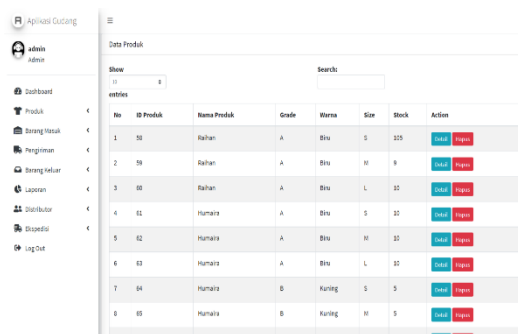 Aplikasi Gudang
admin
Admin
Dashboard
Produk
Barang Masuk
Pengiriman
Barang Keluar
Laporan
Distributor
Ekspedisi
Log Out
Data Produk
Show
10
entries
Search:
No ID Produk Nama Produk Grade Warna Size Stock Action
1 58 Raihan A Biru S 105 Detail Hapus
2 59 Raihan A Biru M 9 Detail Hapus
3 60 Raihan A Biru L 10 Detail Hapus
4 61 Humaira A Biru S 10 Detail Hapus
5 62 Humaira A Biru M 10 Detail Hapus
6 63 Humaira A Biru L 10 Detail Hapus
7 64 Humaira B Kuning S 5 Detail Hapus
8 65 Humaira B Kuning M 5 Detail Hapus